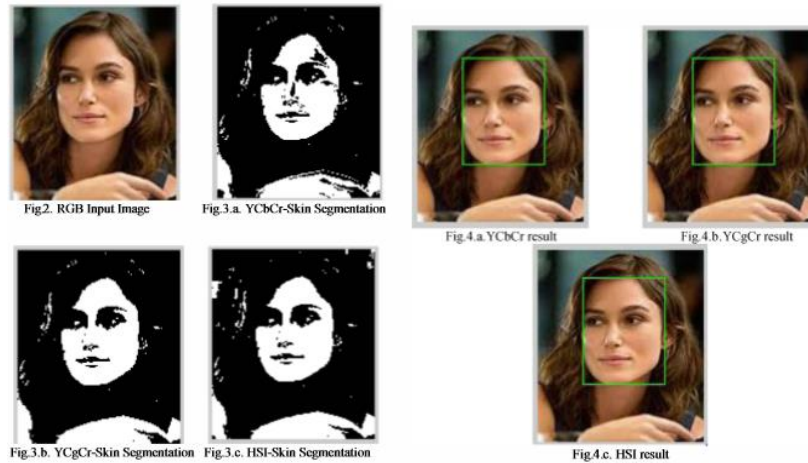 Fig.2. RGB Input Image
Fig.3.a. YCbCr-Skin Segmentation
Fig.4.a.YCbCr result
Fig.4.b.YCgCr result
Fig.3.b. YCgCr-Skin Segmentation
Fig.3.c. HSI-Skin Segmentation
Fig.4.c. HSI result